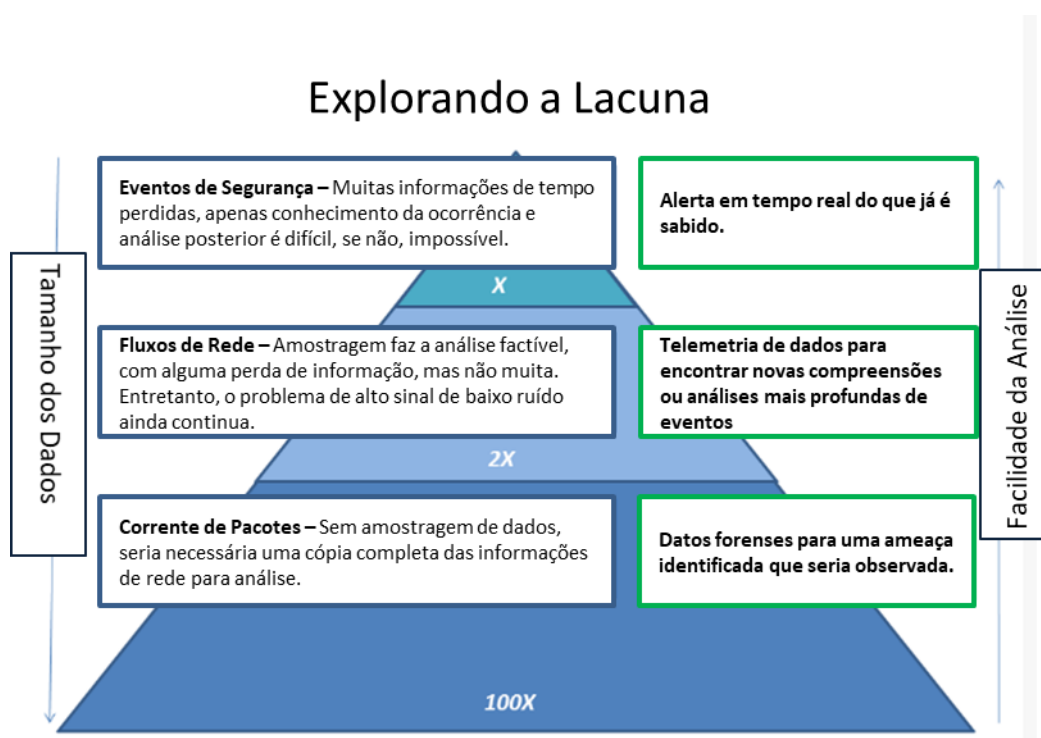 Explorando a Lacuna
Tamanho dos Dados
Eventos de Segurança – Muitas informações de tempo
perdidas, apenas conhecimento da ocorrência e
análise posterior é difícil, se não, impossível.
Alerta em tempo real do que já é
sabido.
X
Fluxos de Rede – Amostragem faz a análise factível,
com alguma perda de informação, mas não muita.
Entretanto, o problema de alto sinal de baixo ruído
ainda continua.
Telemetria de dados para
encontrar novas compreensões
ou análises mais profundas de
eventos
2X
Corrente de Pacotes – Sem amostragem de dados,
seria necessária uma cópia completa das informações
de rede para análise.
Datos forenses para uma ameaça
identificada que seria observada.
100X
Facilidade da Análise